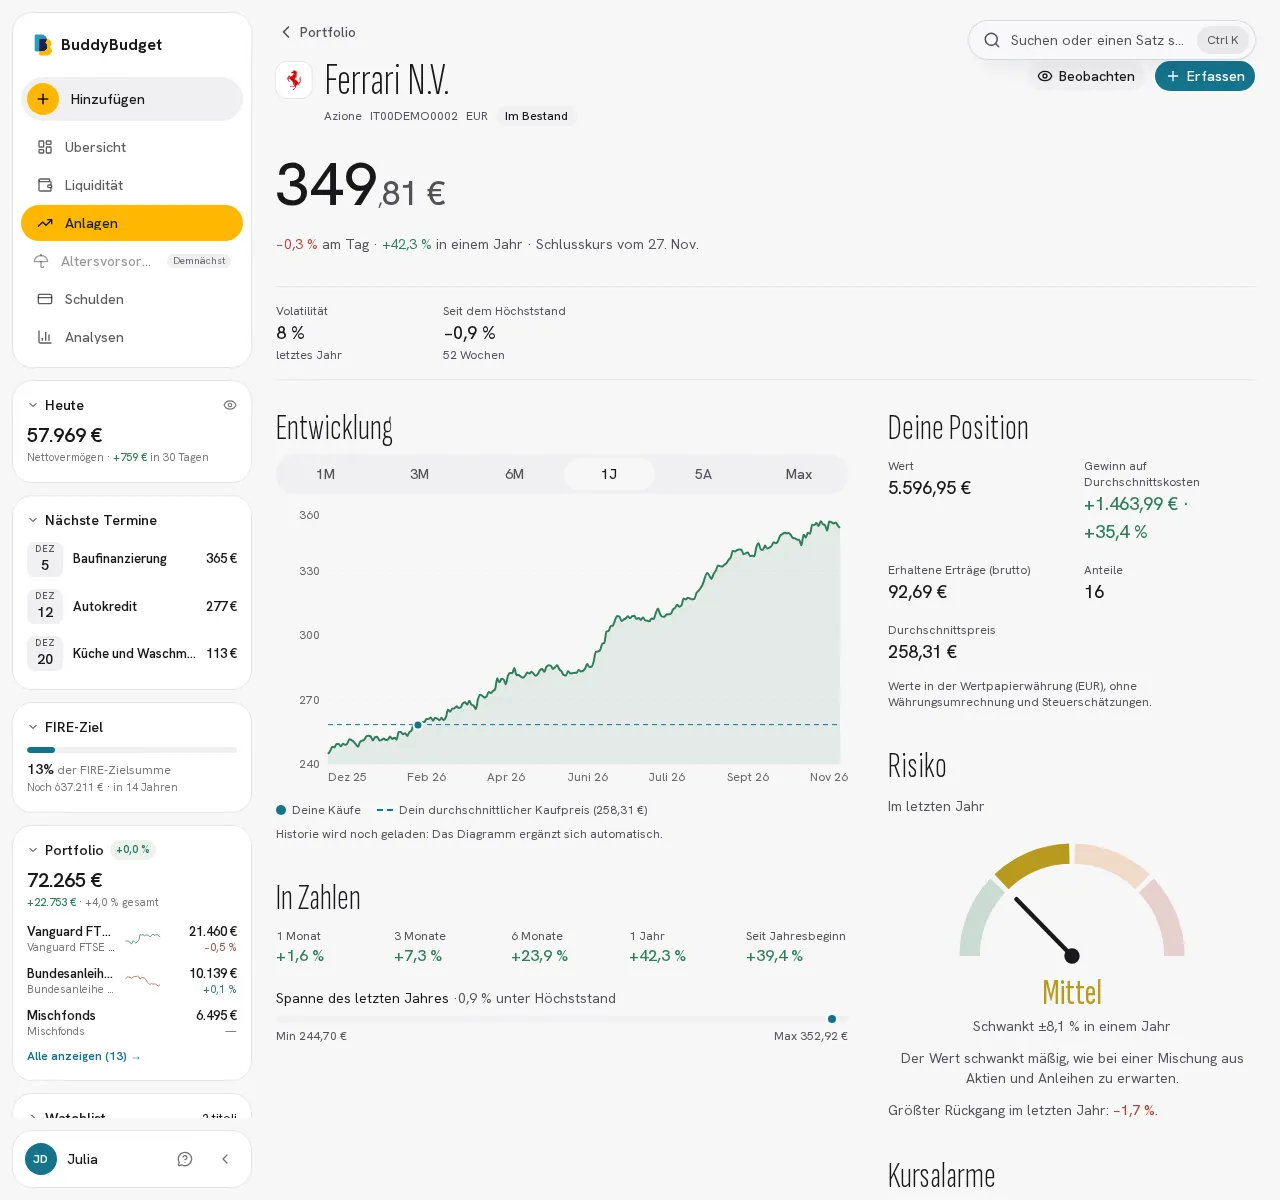 BuddyBudget
Hinzufügen
Übersicht
Liquidität
Anlagen
Altersvorsor... Demnächst
Schulden
Analysen
Heute
57.969 €
Nettovermögen · +759 € in 30 Tagen
Nächste Termine
DEZ 5 Baufinanzierung 365 €
DEZ 12 Autokredit 277 €
DEZ 20 Küche und Waschm... 113 €
FIRE-Ziel
13% der FIRE-Zielsumme
Noch 637.211 € · in 14 Jahren
Portfolio +0,0 %
72.265 €
+22.753 € · +4,0 % gesamt
Vanguard FT... 21.460 €
Vanguard FTSE ... −0,5 %
Bundesanleih... 10.139 €
Bundesanleihe ... +0,1 %
Mischfonds 6.495 €
Mischfonds —
Alle anzeigen (13) →
Watchlist 2 titoli
JD Julia
Portfolio
Suchen oder einen Satz s... Ctrl K
Ferrari N.V.
Beobachten
Erfassen
Azione IT00DEMO0002 EUR Im Bestand
349,81 €
−0,3 % am Tag · +42,3 % in einem Jahr · Schlusskurs vom 27. Nov.
Volatilität
8 %
letztes Jahr
Seit dem Höchststand
−0,9 %
52 Wochen
Entwicklung
1M 3M 6M 1J 5A Max
360
330
300
270
240
Dez 25 Feb 26 Apr 26 Juni 26 Juli 26 Sept 26 Nov 26
Deine Käufe Dein durchschnittlicher Kaufpreis (258,31 €)
Historie wird noch geladen: Das Diagramm ergänzt sich automatisch.
In Zahlen
1 Monat 3 Monate 6 Monate 1 Jahr Seit Jahresbeginn
+1,6 % +7,3 % +23,9 % +42,3 % +39,4 %
Spanne des letzten Jahres ·0,9 % unter Höchststand
Min 244,70 € Max 352,92 €
Deine Position
Wert
5.596,95 €
Gewinn auf
Durchschnittskosten
+1.463,99 € ·
+35,4 %
Erhaltene Erträge (brutto)
92,69 €
Anteile
16
Durchschnittspreis
258,31 €
Werte in der Wertpapierwährung (EUR), ohne
Währungsumrechnung und Steuerschätzungen.
Risiko
Im letzten Jahr
Mittel
Schwankt ±8,1 % in einem Jahr
Der Wert schwankt mäßig, wie bei einer Mischung aus
Aktien und Anleihen zu erwarten.
Größter Rückgang im letzten Jahr: −1,7 %.
Kursalarme